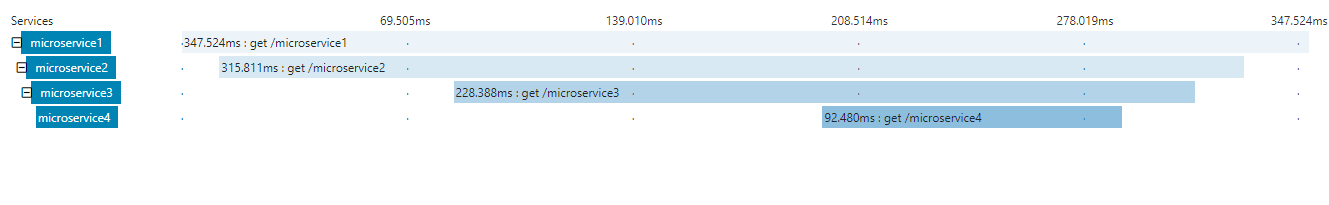 Services 69.505ms 139.010ms 208.514ms 278.019ms 347.524ms
microservice1 347.524ms : get /microservice1
microservice2 315.811ms : get /microservice2
microservice3 228.388ms : get /microservice3
microservice4 92.480ms : get /microservice4